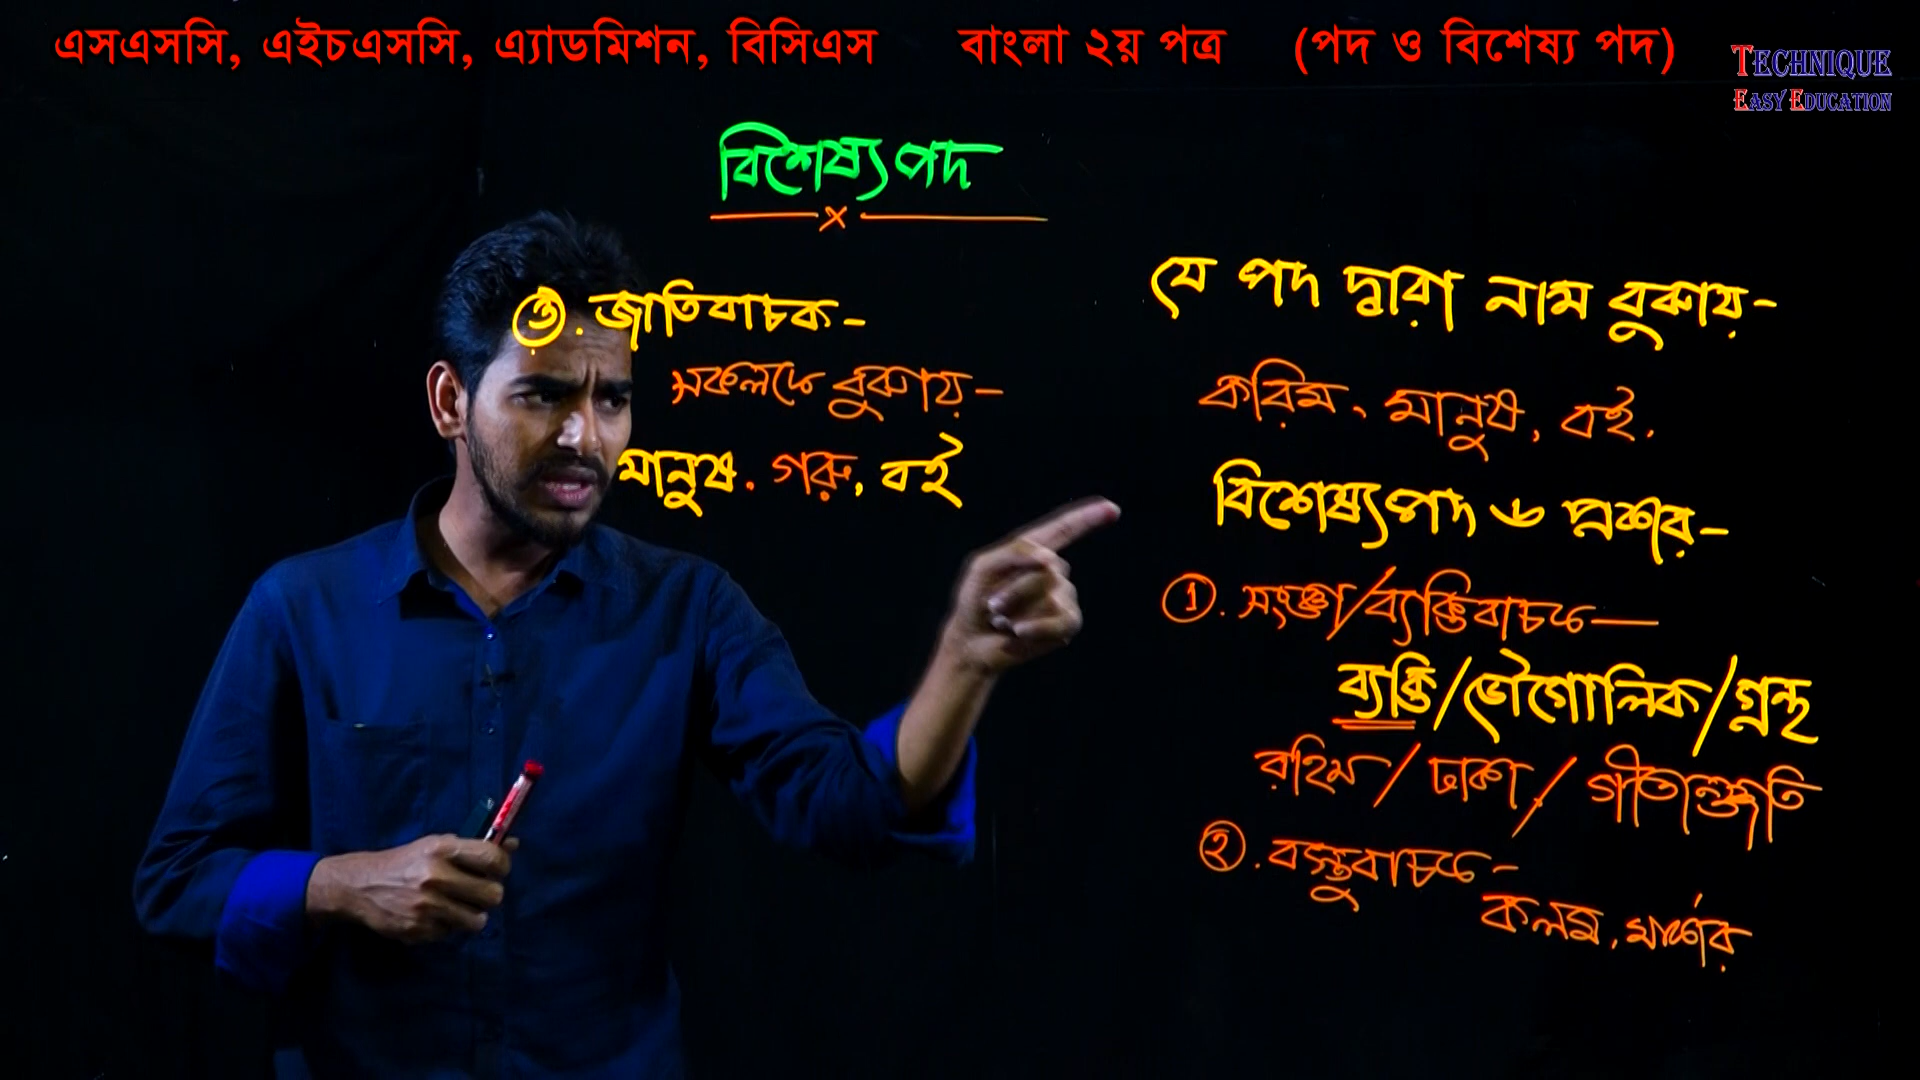 এসএসসি, এইচএসসি, এ্যাডমিশন, বিসিএস বাংলা ২য় পত্র (পদ ও বিশেষ্য পদ)
TECHNIQUE
EASY EDUCATION
বিশেষ্যপদ
x
যে পদ দ্বারা নাম বুঝায়-
করিম, মানুষ, বই.
বিশেষ্যপদ ৬ প্রকার-
১. সংজ্ঞা/ব্যক্তিবাচক—
ব্যক্তি/ভৌগোলিক/গ্রন্থ
রহিম/ঢাকা/গীতাঞ্জলি
২. বস্তুবাচক-
কলম, মার্কার
৩. জাতিবাচক-
সকলকে বুঝায়-
মানুষ. গরু, বই